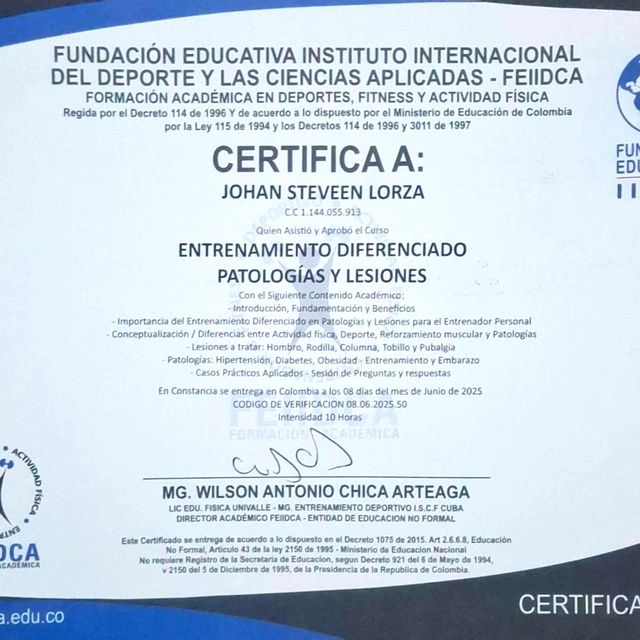 FUNDACIÓN EDUCATIVA INSTITUTO INTERNACIONAL
DEL DEPORTE Y LAS CIENCIAS APLICADAS - FEIIDCA
FORMACIÓN ACADÉMICA EN DEPORTES, FITNESS Y ACTIVIDAD FÍSICA
Regida por el Decreto 114 de 1996 Y de acuerdo a lo dispuesto por el Ministerio de Educación de Colombia
por la Ley 115 de 1994 y los Decretos 114 de 1996 y 3011 de 1997
FUN
EDU
CERTIFICA A:
JOHAN STEVEEN LORZA
C.C 1.144.055.913
Quien Asistió y Aprobó el Curso
ENTRENAMIENTO DIFERENCIADO
PATOLOGÍAS Y LESIONES
Con el Siguiente Contenido Académico:
- Introducción, Fundamentación y Beneficios
- Importancia del Entrenamiento Diferenciado en Patologías y Lesiones para el Entrenador Personal
- Conceptualización / Diferencias entre Actividad física, Deporte, Reforzamiento muscular y Patologías
- Lesiones a tratar: Hombro, Rodilla, Columna, Tobillo y Pubalgia
- Patologías: Hipertensión, Diabetes, Obesidad - Entrenamiento y Embarazo
- Casos Prácticos Aplicados - Sesión de Preguntas y respuestas
En Constancia se entrega en Colombia a los 08 días del mes de Junio de 2025
CODIGO DE VERIFICACION 08.06.2025.50
Intensidad 10 Horas
FEIIDCA
FORMACIÓN ACADÉMICA
MG. WILSON ANTONIO CHICA ARTEAGA
LIC EDU. FISICA UNIVALLE - MG. ENTRENAMIENTO DEPORTIVO I.S.C.F CUBA
DIRECTOR ACADÉMICO FEIIDCA - ENTIDAD DE EDUCACION NO FORMAL
Este Certificado se entrega de acuerdo a lo dispuesto en el Decreto 1075 de 2015. Art 2.6.6.8, Educación
No Formal, Articulo 43 de la ley 2150 de 1995 - Ministerio de Educacion Nacional
No requiere Registro de la Secretaria de Educacion, segun Decreto 921 del 6 de Mayo de 1994,
v 2150 del 5 de Diciembre de 1995, de la Presidencia de la Republica de Colombia.
ACTIVIDAD FÍSICA
DCA
ACADÉMICA
a.edu.co
CERTIFICA